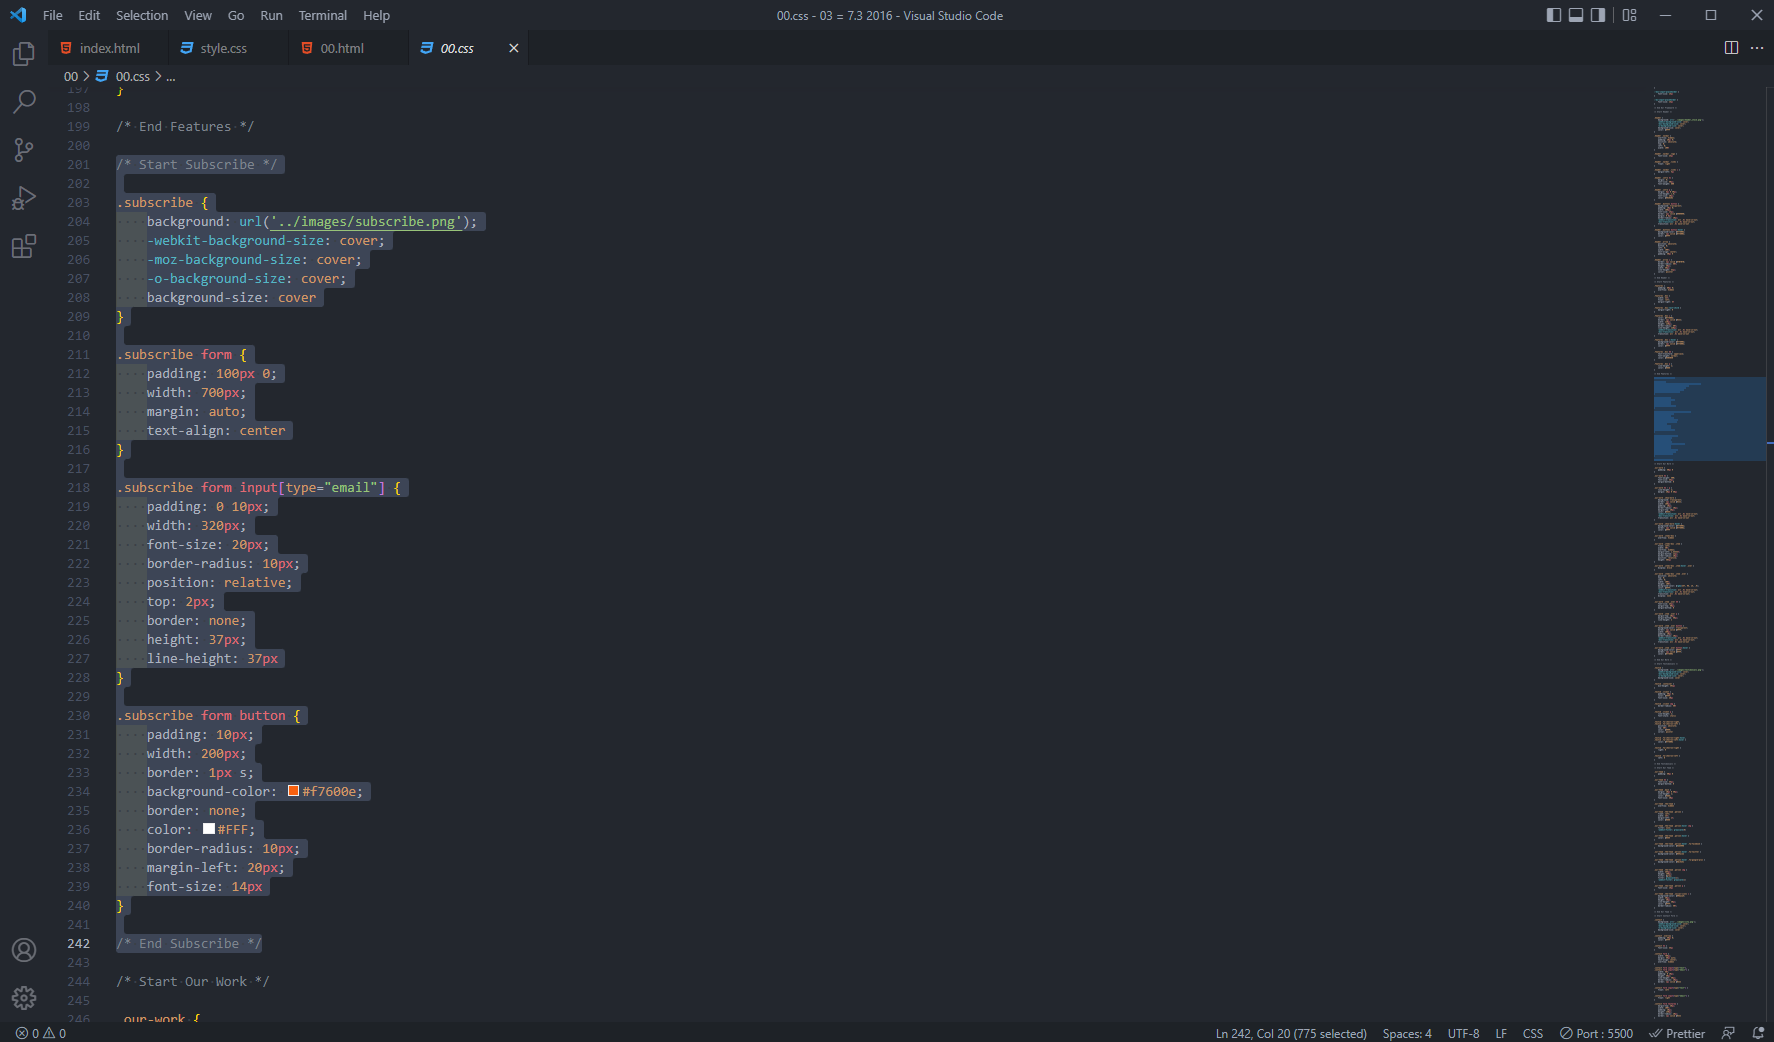 File Edit Selection View Go Run Terminal Help
00.css - 03 = 7.3 2016 - Visual Studio Code
index.html style.css 00.html 00.css
00 > 00.css > ...
197 }
198
199 /* End Features */
200
201 /* Start Subscribe */
202
203 .subscribe {
204 background: url('../images/subscribe.png');
205 -webkit-background-size: cover;
206 -moz-background-size: cover;
207 -o-background-size: cover;
208 background-size: cover
209 }
210
211 .subscribe form {
212 padding: 100px 0;
213 width: 700px;
214 margin: auto;
215 text-align: center
216 }
217
218 .subscribe form input[type="email"] {
219 padding: 0 10px;
220 width: 320px;
221 font-size: 20px;
222 border-radius: 10px;
223 position: relative;
224 top: 2px;
225 border: none;
226 height: 37px;
227 line-height: 37px
228 }
229
230 .subscribe form button {
231 padding: 10px;
232 width: 200px;
233 border: 1px s;
234 background-color: #f7600e;
235 border: none;
236 color: #FFF;
237 border-radius: 10px;
238 margin-left: 20px;
239 font-size: 14px
240 }
241
242 /* End Subscribe */
243
244 /* Start Our Work */
245
246 .our-work {
0 0 Ln 242, Col 20 (775 selected) Spaces: 4 UTF-8 LF CSS Port : 5500 Prettier